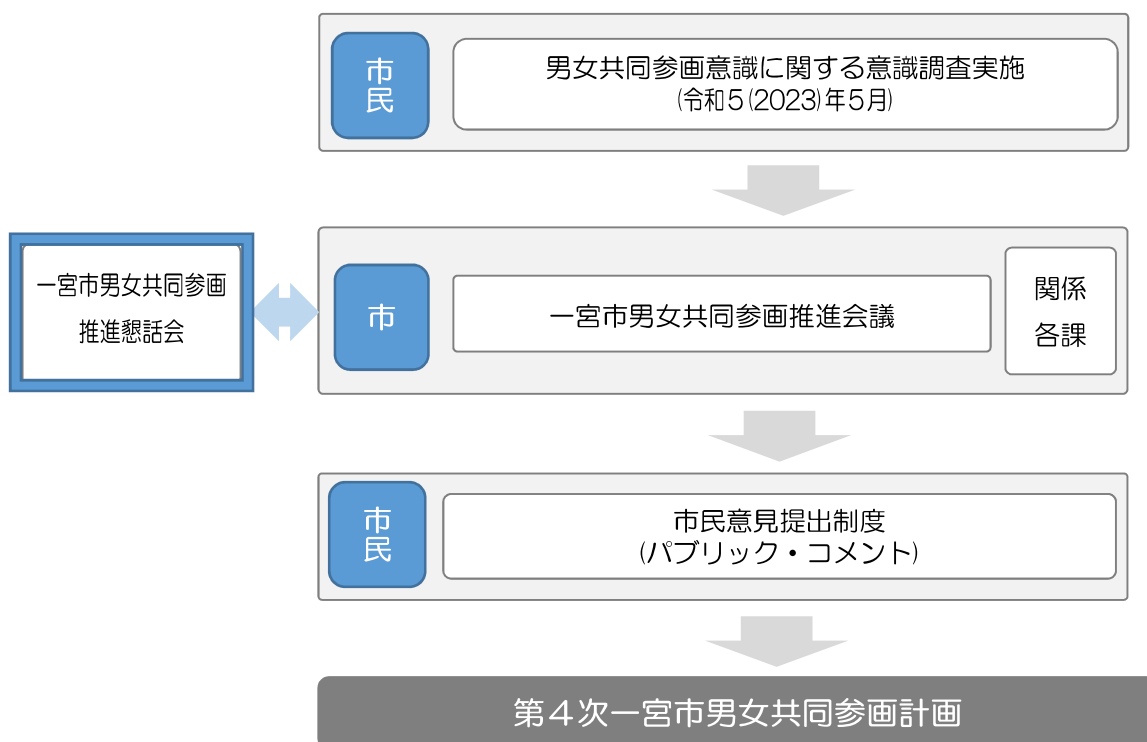 市民
男女共同参画意識に関する意識調査実施
(令和5(2023)年5月)
一宮市男女共同参画
推進懇話会
市
一宮市男女共同参画推進会議
関係
各課
市民
市民意見提出制度
(パブリック・コメント)
第4次一宮市男女共同参画計画